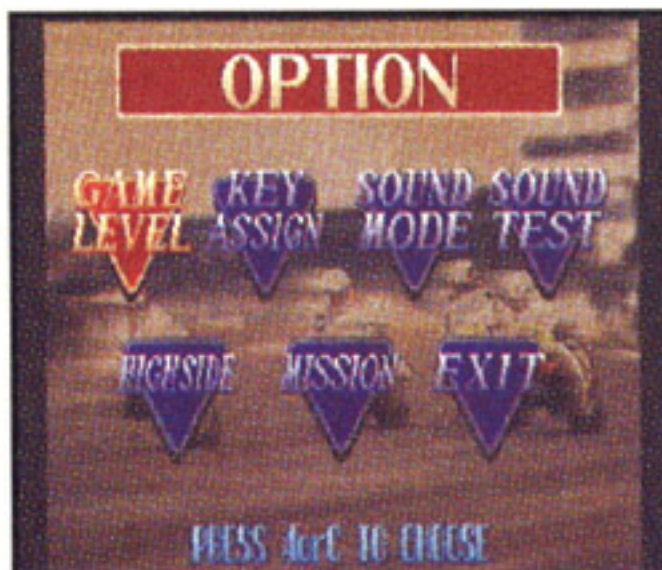 OPTION
GAME LEVEL
KEY ASSIGN
SOUND MODE
SOUND TEST
HIGHSIDE
MISSION
EXIT
PRESS AorC TO CHOOSE